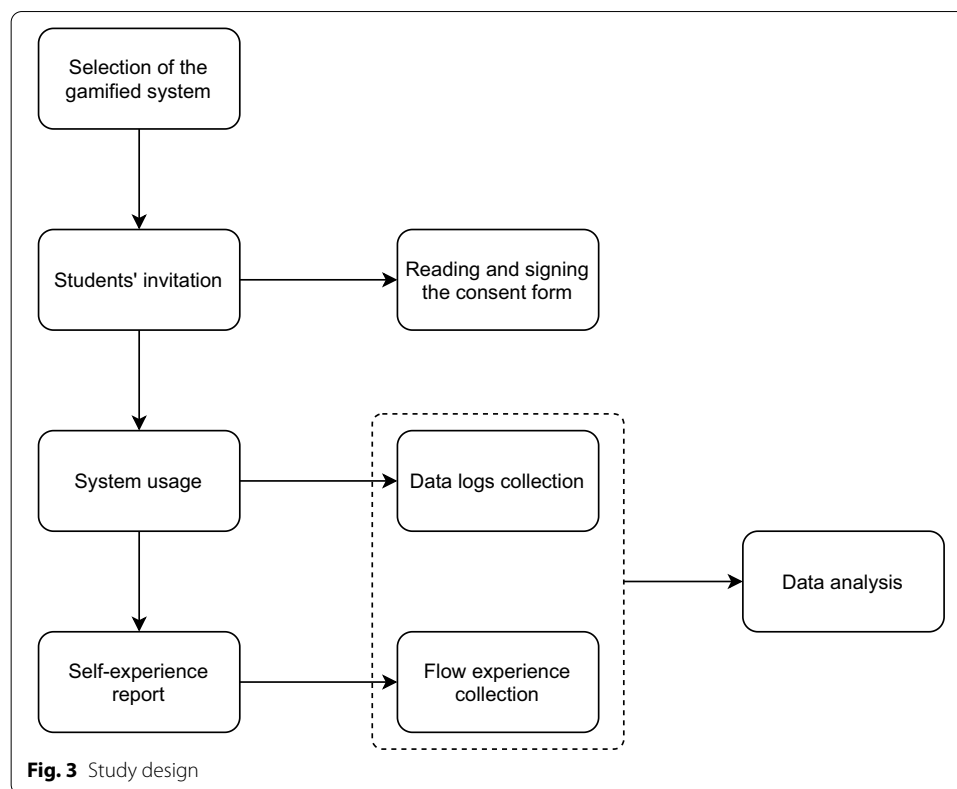 Selection of the
gamified system
Students' invitation
Reading and signing
the consent form
System usage
Data logs collection
Data analysis
Self-experience
report
Flow experience
collection
Fig. 3 Study design